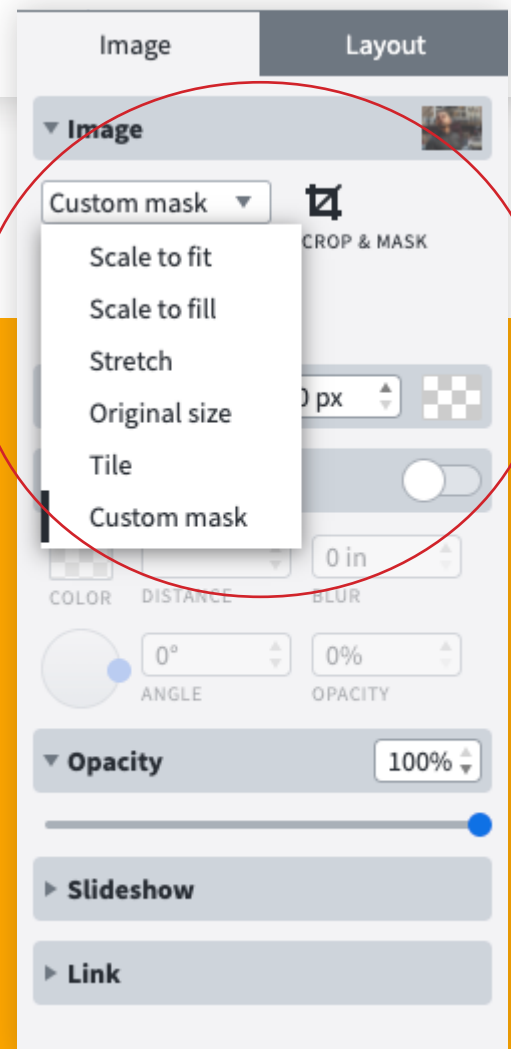 Image
Layout
Image
Custom mask
CROP & MASK
Scale to fit
Scale to fill
Stretch
Original size
Tile
Custom mask
px
0 in
COLOR
DISTANCE
BLUR
0°
0%
ANGLE
OPACITY
Opacity
100%
Slideshow
Link